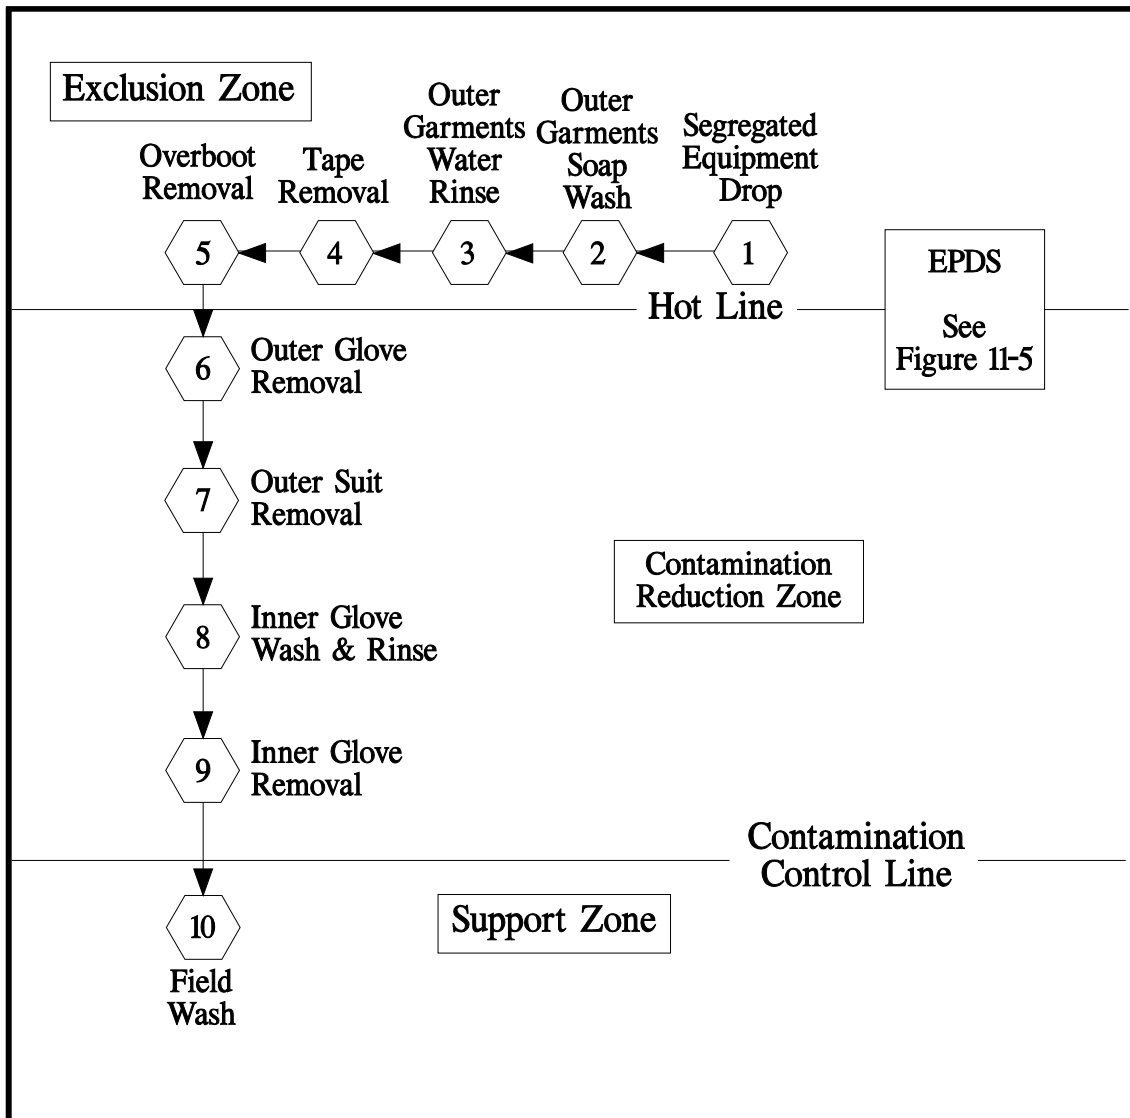 Exclusion Zone
Overboot
Removal
Tape
Removal
Outer
Garments
Water
Rinse
Outer
Garments
Soap
Wash
Segregated
Equipment
Drop
5
4
3
2
1
EPDS
See
Figure 11-5
Hot Line
6
Outer Glove
Removal
7
Outer Suit
Removal
Contamination
Reduction Zone
8
Inner Glove
Wash & Rinse
9
Inner Glove
Removal
Contamination
Control Line
10
Field
Wash
Support Zone